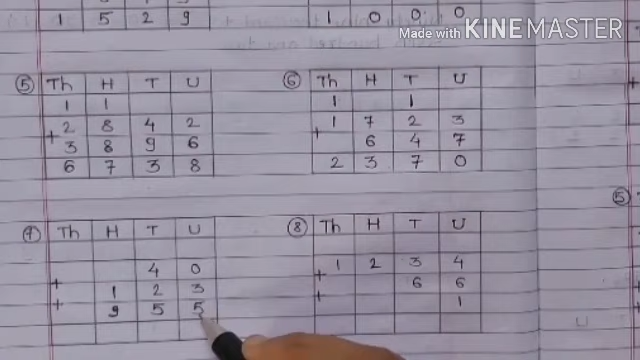 1 5 2 9
1 0 0 0
Made with KINEMASTER
5 Th H T U
1 1
2 8 4 2
+ 3 8 9 6
6 7 3 8
6 Th H T U
1 1
1 7 2 3
+ 6 4 7
2 3 7 0
7 Th H T U
4 0
+ 1 2 3
+ 9 5 5
8 Th H T U
1 2 3 4
+ 6 6
+ 1
5